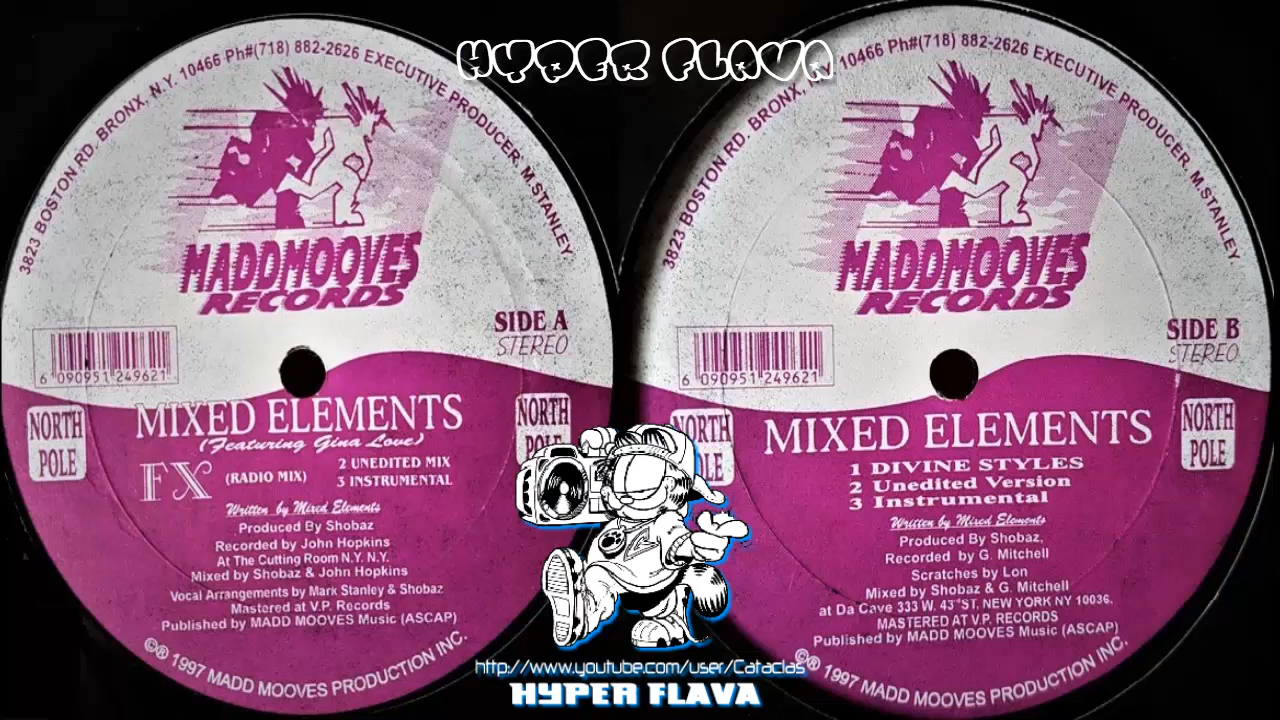 HYPER FLAVA
3823 BOSTON RD. BRONX, N.Y. 10466 Ph#(718) 882-2626 EXECUTIVE PRODUCER. M.STANLEY
MADDMOOVES
RECORDS
SIDE A
STEREO
6 090951 249621
NORTH
POLE
NORTH
POLE
MIXED ELEMENTS
(Featuring Gina Love)
FX (RADIO MIX) 2 UNEDITED MIX
3 INSTRUMENTAL
Written by Mixed Elements
Produced By Shobaz
Recorded by John Hopkins
At The Cutting Room N.Y. N.Y.
Mixed by Shobaz & John Hopkins
Vocal Arrangements by Mark Stanley & Shobaz
Mastered at V.P. Records
Published by MADD MOOVES Music (ASCAP)
©® 1997 MADD MOOVES PRODUCTION INC.
3823 BOSTON RD. BRONX, N.Y. 10466 Ph#(718) 882-2626 EXECUTIVE PRODUCER. M.STANLEY
MADDMOOVES
RECORDS
SIDE B
STEREO
6 090951 249621
NORTH
POLE
NORTH
POLE
MIXED ELEMENTS
1 DIVINE STYLES
2 Unedited Version
3 Instrumental
Written by Mixed Elements
Produced By Shobaz,
Recorded by G. Mitchell
Scratches by Lon
Mixed by Shobaz & G. Mitchell
at Da Cave 333 W. 43"ST. NEW YORK NY 10036.
MASTERED AT V.P. RECORDS
Published by MADD MOOVES Music (ASCAP)
©® 1997 MADD MOOVES PRODUCTION INC.
http://www.youtube.com/user/Cataclas
HYPER FLAVA